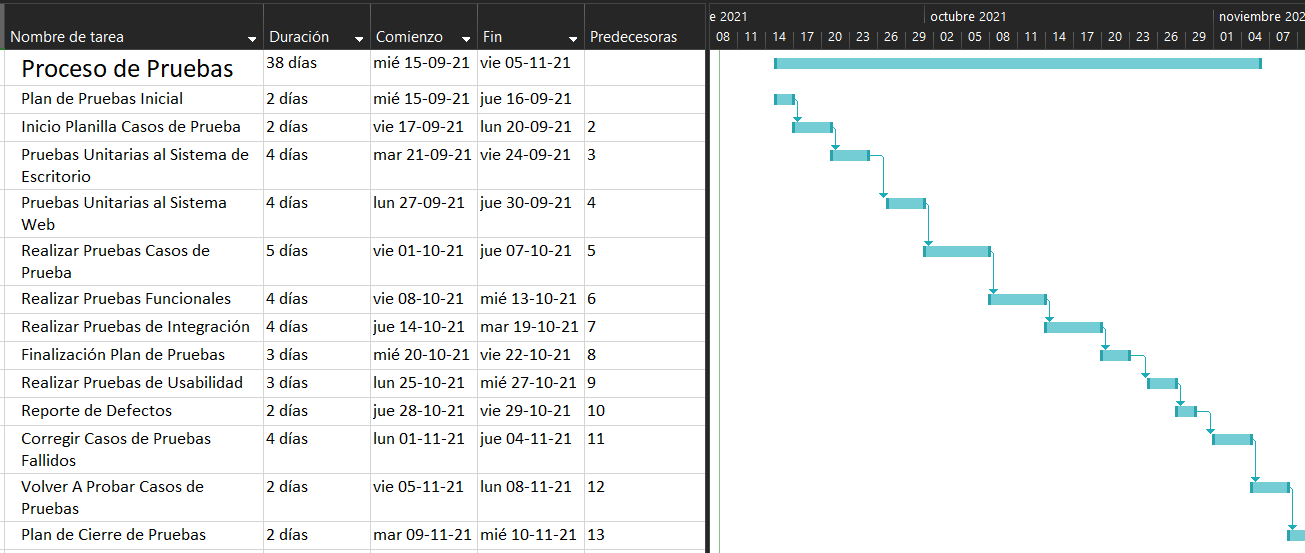 e 2021 octubre 2021 noviembre 202
Nombre de tarea Duración Comienzo Fin Predecesoras 08 11 14 17 20 23 26 29 02 05 08 11 14 17 20 23 26 29 01 04 07
Proceso de Pruebas 38 días mié 15-09-21 vie 05-11-21
Plan de Pruebas Inicial 2 días mié 15-09-21 jue 16-09-21
Inicio Planilla Casos de Prueba 2 días vie 17-09-21 lun 20-09-21 2
Pruebas Unitarias al Sistema de 4 días mar 21-09-21 vie 24-09-21 3
Escritorio
Pruebas Unitarias al Sistema 4 días lun 27-09-21 jue 30-09-21 4
Web
Realizar Pruebas Casos de 5 días vie 01-10-21 jue 07-10-21 5
Prueba
Realizar Pruebas Funcionales 4 días vie 08-10-21 mié 13-10-21 6
Realizar Pruebas de Integración 4 días jue 14-10-21 mar 19-10-21 7
Finalización Plan de Pruebas 3 días mié 20-10-21 vie 22-10-21 8
Realizar Pruebas de Usabilidad 3 días lun 25-10-21 mié 27-10-21 9
Reporte de Defectos 2 días jue 28-10-21 vie 29-10-21 10
Corregir Casos de Pruebas 4 días lun 01-11-21 jue 04-11-21 11
Fallidos
Volver A Probar Casos de 2 días vie 05-11-21 lun 08-11-21 12
Pruebas
Plan de Cierre de Pruebas 2 días mar 09-11-21 mié 10-11-21 13